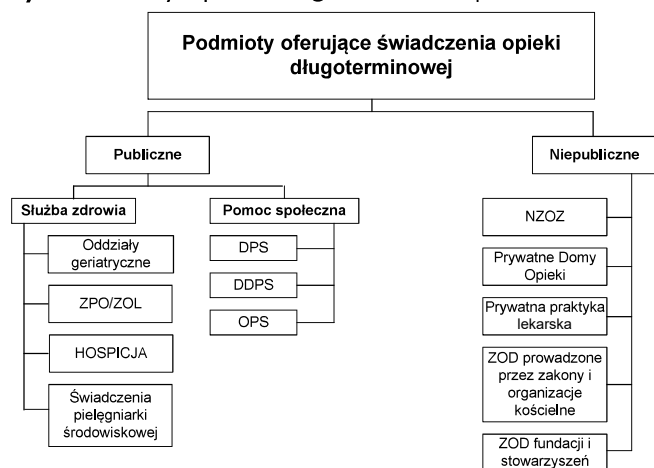 Podmioty oferujące świadczenia opieki
długoterminowej
Publiczne
Niepubliczne
Służba zdrowia
Pomoc społeczna
Oddziały
geriatryczne
ZPO/ZOL
HOSPICJA
Świadczenia
pielęgniarki
środowiskowej
DPS
DDPS
OPS
NZOZ
Prywatne Domy
Opieki
Prywatna praktyka
lekarska
ZOD prowadzone
przez zakony i
organizacje
kościelne
ZOD fundacji i
stowarzyszeń